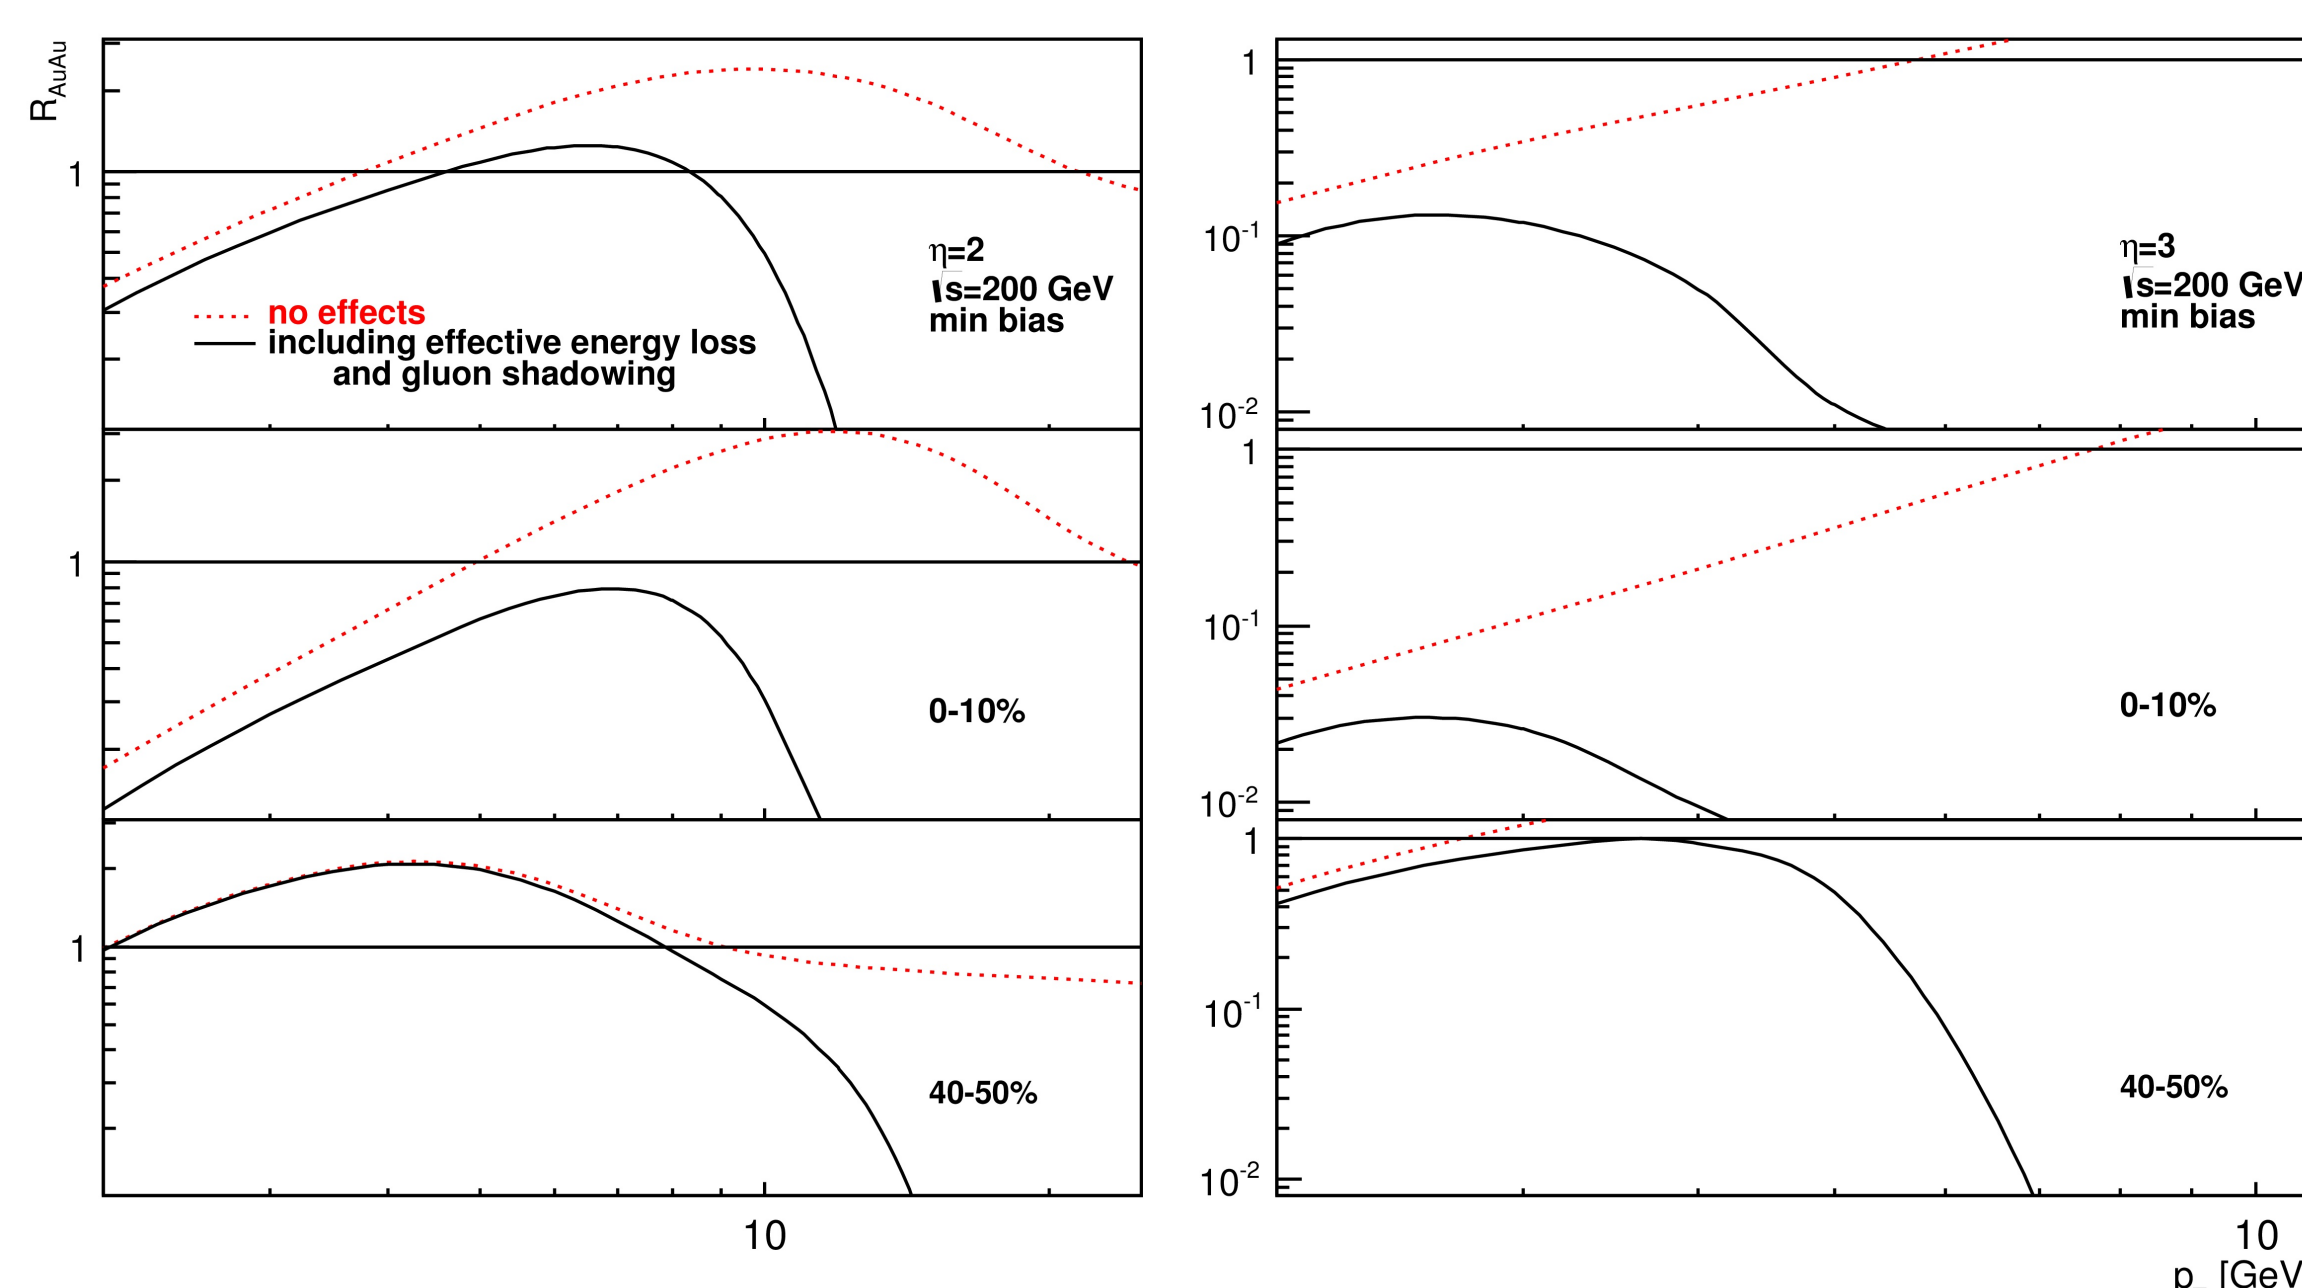 R_AuAu
1
η=2
√s=200 GeV
min bias
no effects
including effective energy loss
and gluon shadowing
1
0-10%
1
40-50%
10
1
10^-1
10^-2
η=3
√s=200 GeV
min bias
1
10^-1
10^-2
0-10%
1
10^-1
10^-2
40-50%
10
p [GeV